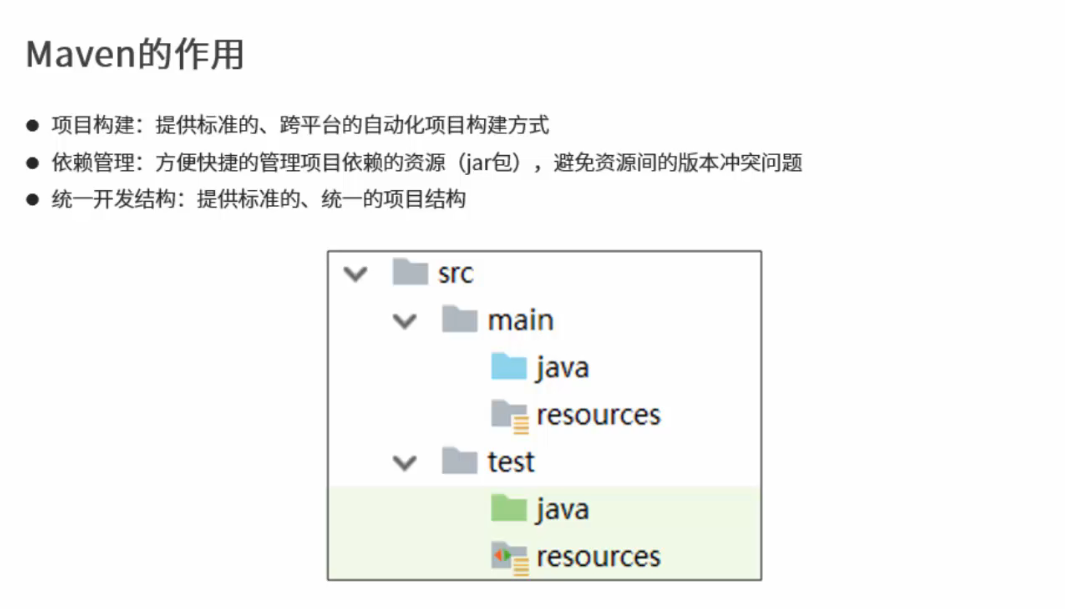 Maven的作用
● 项目构建：提供标准的、跨平台的自动化项目构建方式
● 依赖管理：方便快捷的管理项目依赖的资源（jar包），避免资源间的版本冲突问题
● 统一开发结构：提供标准的、统一的项目结构
src
main
java
resources
test
java
resources